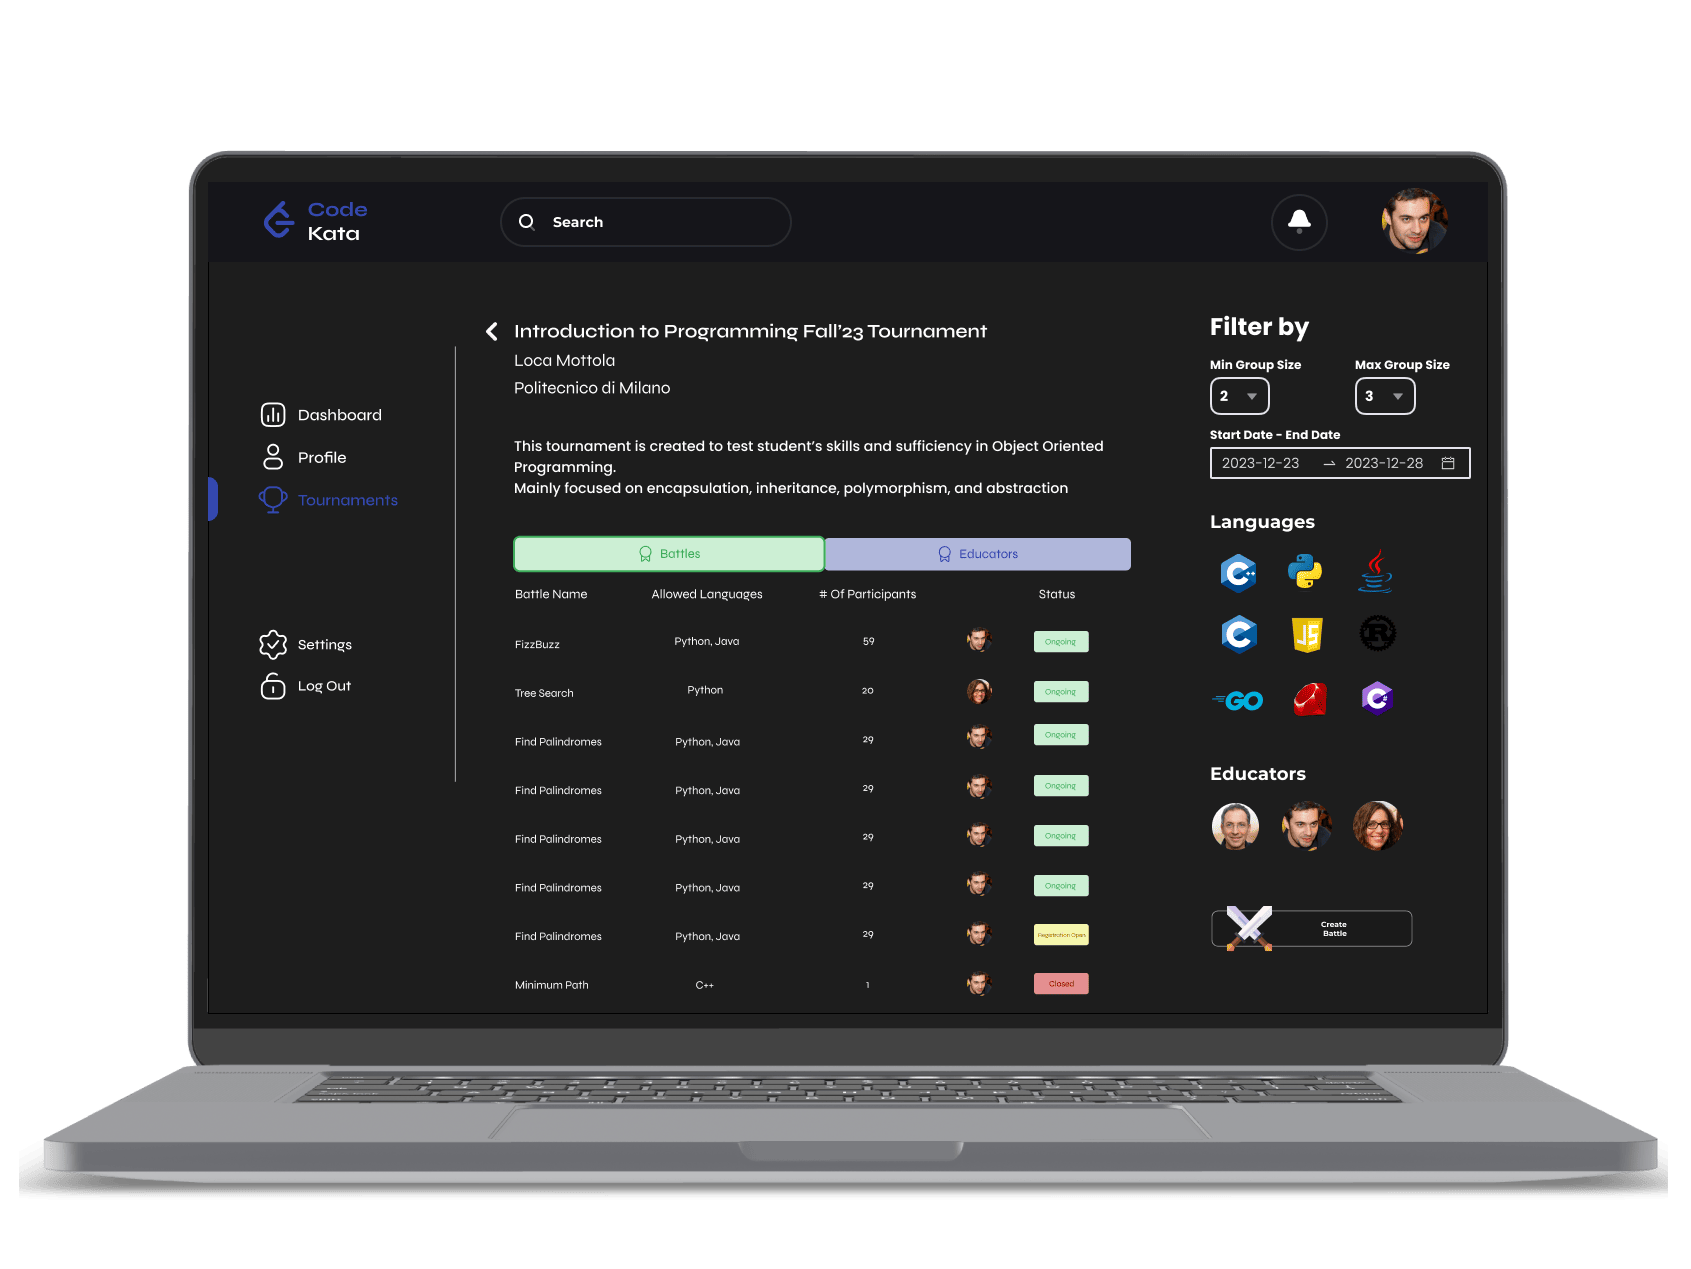 Code
Kata
Search
Dashboard
Profile
Tournaments
Settings
Log Out
Introduction to Programming Fall'23 Tournament
Loca Mottola
Politecnico di Milano
This tournament is created to test student's skills and sufficiency in Object Oriented
Programming.
Mainly focused on encapsulation, inheritance, polymorphism, and abstraction
Battles Educators
Battle Name Allowed Languages # Of Participants Status
FizzBuzz Python, Java 59 Ongoing
Tree Search Python 20 Ongoing
Find Palindromes Python, Java 29 Ongoing
Find Palindromes Python, Java 29 Ongoing
Find Palindromes Python, Java 29 Ongoing
Find Palindromes Python, Java 29 Ongoing
Find Palindromes Python, Java 29 Registration Open
Minimum Path C++ 1 Closed
Filter by
Min Group Size Max Group Size
2 3
Start Date - End Date
2023-12-23 → 2023-12-28
Languages
C++
C JS R
GO C#
Educators
Create
Battle